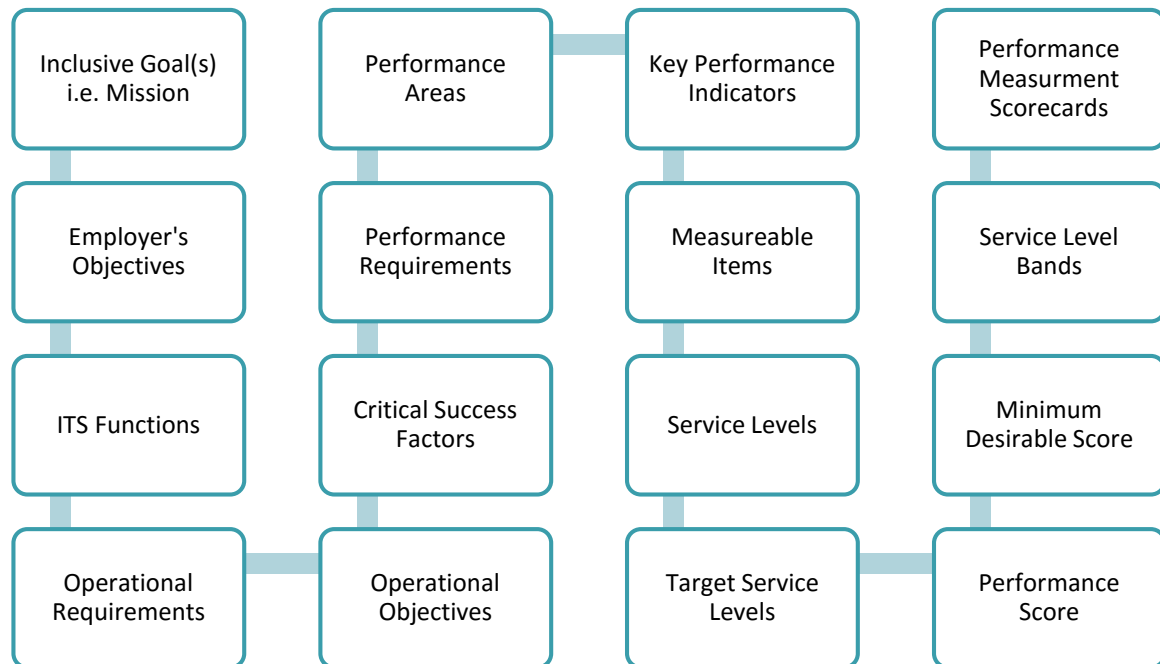 Inclusive Goal(s)
i.e. Mission
Employer's
Objectives
ITS Functions
Operational
Requirements
Operational
Objectives
Critical Success
Factors
Performance
Requirements
Performance
Areas
Key Performance
Indicators
Measureable
Items
Service Levels
Target Service
Levels
Performance
Score
Minimum
Desirable Score
Service Level
Bands
Performance
Measurment
Scorecards